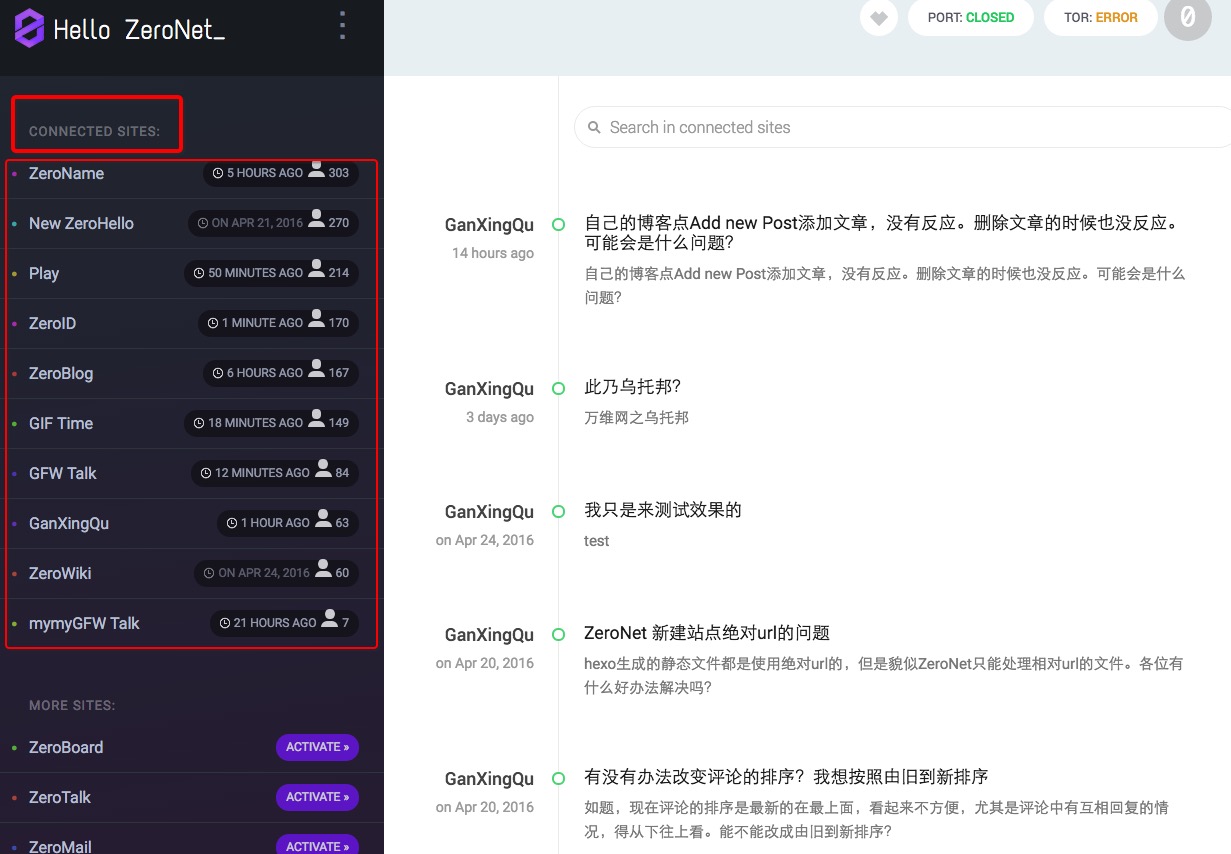 Hello ZeroNet_
CONNECTED SITES:
ZeroName 5 HOURS AGO 303
New ZeroHello ON APR 21, 2016 270
Play 50 MINUTES AGO 214
ZeroID 1 MINUTE AGO 170
ZeroBlog 6 HOURS AGO 167
GIF Time 18 MINUTES AGO 149
GFW Talk 12 MINUTES AGO 84
GanXingQu 1 HOUR AGO 63
ZeroWiki ON APR 24, 2016 60
mymyGFW Talk 21 HOURS AGO 7
MORE SITES:
ZeroBoard ACTIVATE »
ZeroTalk ACTIVATE »
ZeroMail ACTIVATE »
PORT: CLOSED
TOR: ERROR
0
Search in connected sites
GanXingQu
14 hours ago
自己的博客点Add new Post添加文章，没有反应。删除文章的时候也没反应。
可能会是什么问题?
自己的博客点Add new Post添加文章，没有反应。删除文章的时候也没反应。可能会是什么
问题?
GanXingQu
3 days ago
此乃乌托邦?
万维网之乌托邦
GanXingQu
on Apr 24, 2016
我只是来测试效果的
test
GanXingQu
on Apr 20, 2016
ZeroNet 新建站点绝对url的问题
hexo生成的静态文件都是使用绝对url的，但是貌似ZeroNet只能处理相对url的文件。各位有
什么好办法解决吗?
GanXingQu
on Apr 20, 2016
有没有办法改变评论的排序？我想按照由旧到新排序
如题，现在评论的排序是最新的在最上面，看起来不方便，尤其是评论中有互相回复的情
况，得从下往上看。能不能改成由旧到新排序?